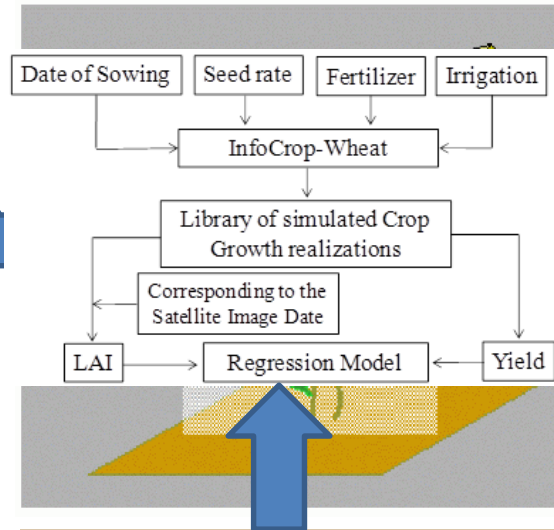 Date of Sowing
Seed rate
Fertilizer
Irrigation
InfoCrop-Wheat
Library of simulated Crop
Growth realizations
Corresponding to the
Satellite Image Date
LAI
Regression Model
Yield